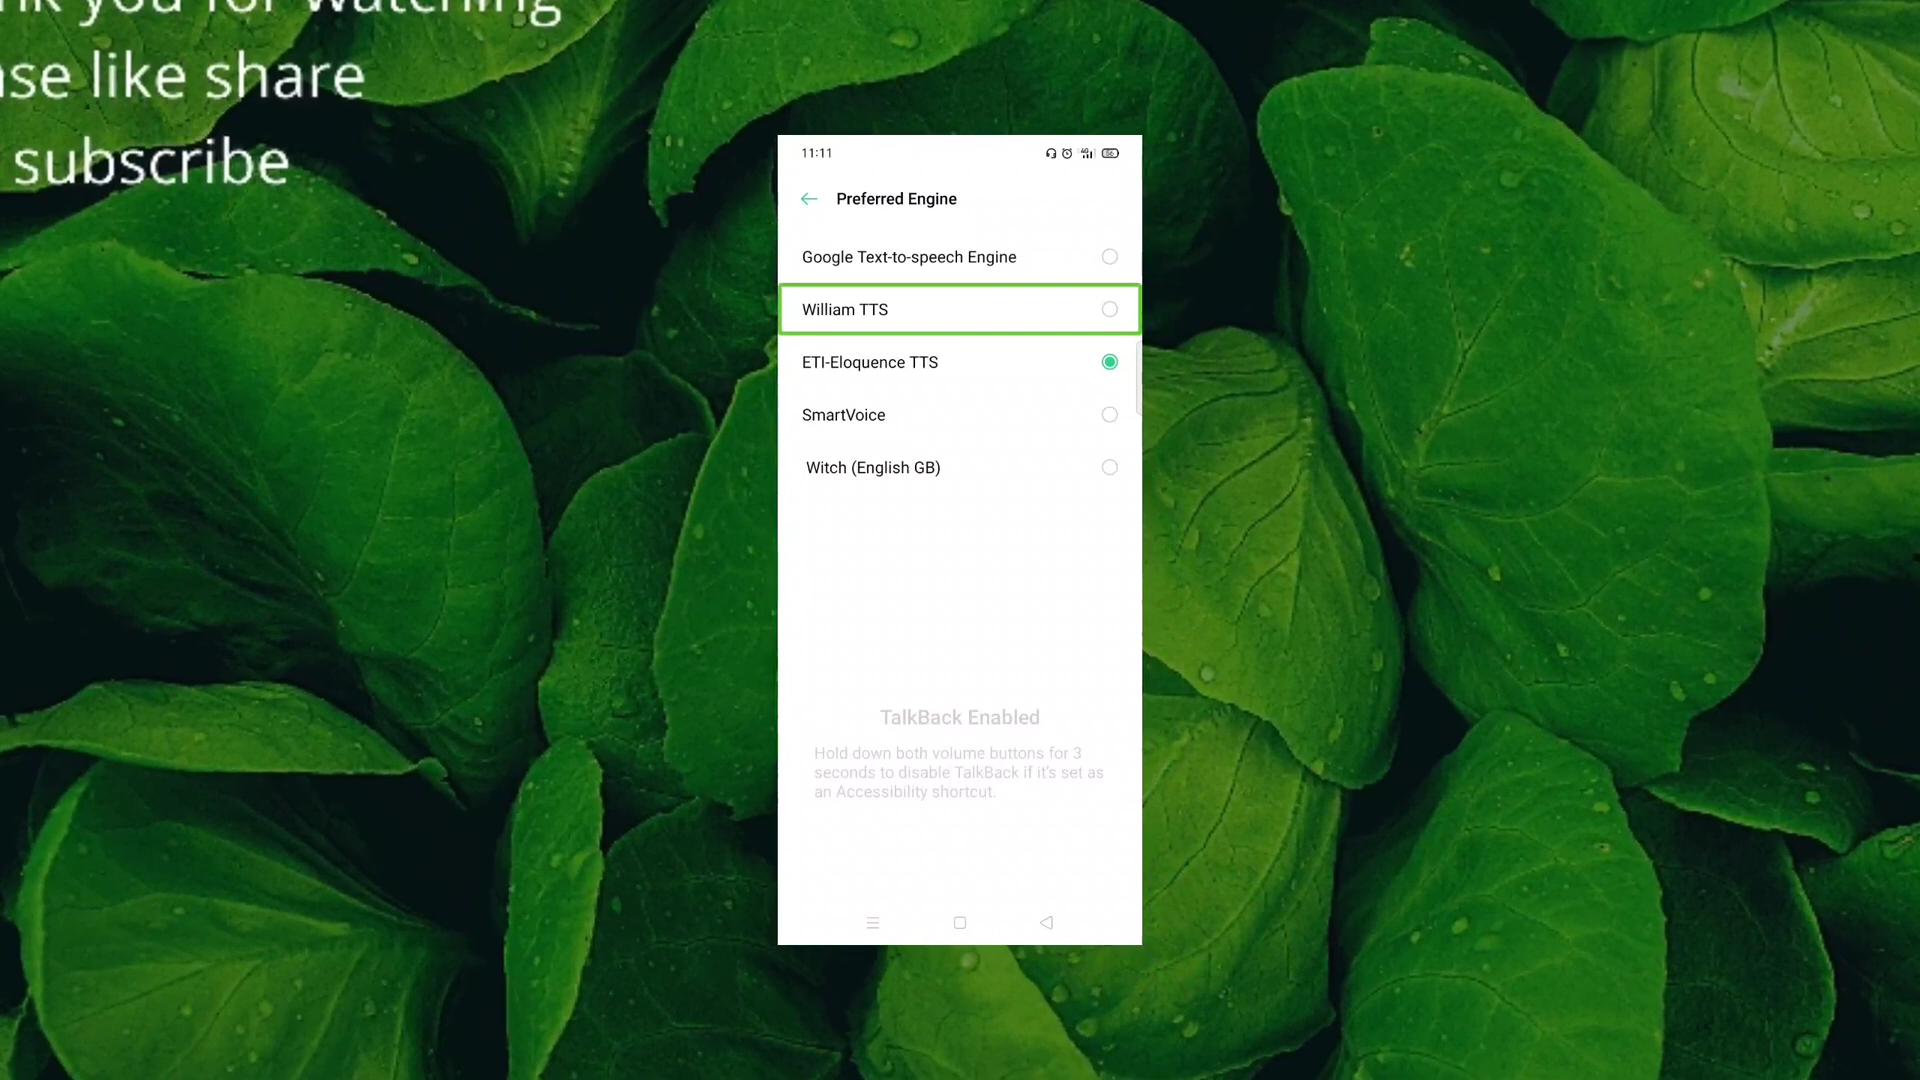 you for watching
like share
subscribe
11:11
Preferred Engine
Google Text-to-speech Engine
William TTS
ETI-Eloquence TTS
SmartVoice
Witch (English GB)
TalkBack Enabled
Hold down both volume buttons for 3
seconds to disable TalkBack if it's set as
an Accessibility shortcut.